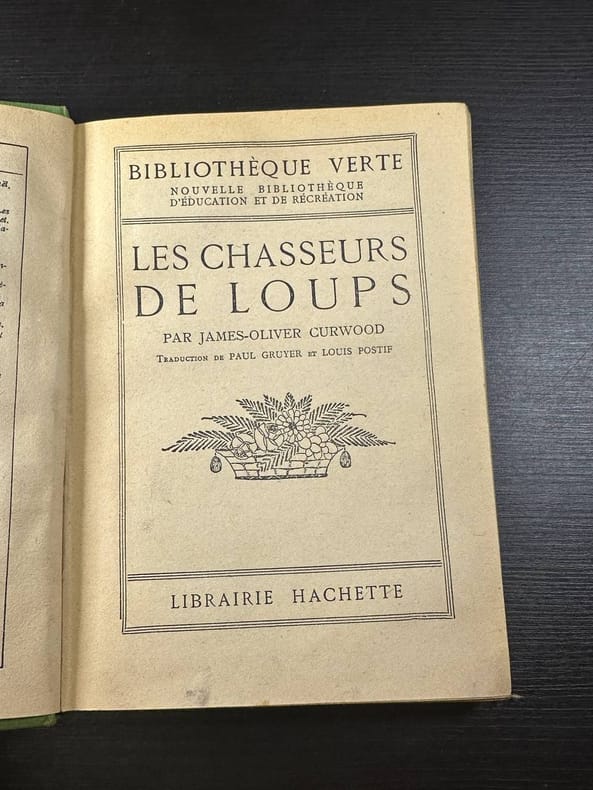 BIBLIOTHÈQUE VERTE
NOUVELLE BIBLIOTHÈQUE
D'ÉDUCATION ET DE RÉCRÉATION
LES CHASSEURS
DE LOUPS
PAR JAMES-OLIVER CURWOOD
TRADUCTION DE PAUL GRUYER ET LOUIS POSTIF
LIBRAIRIE HACHETTE